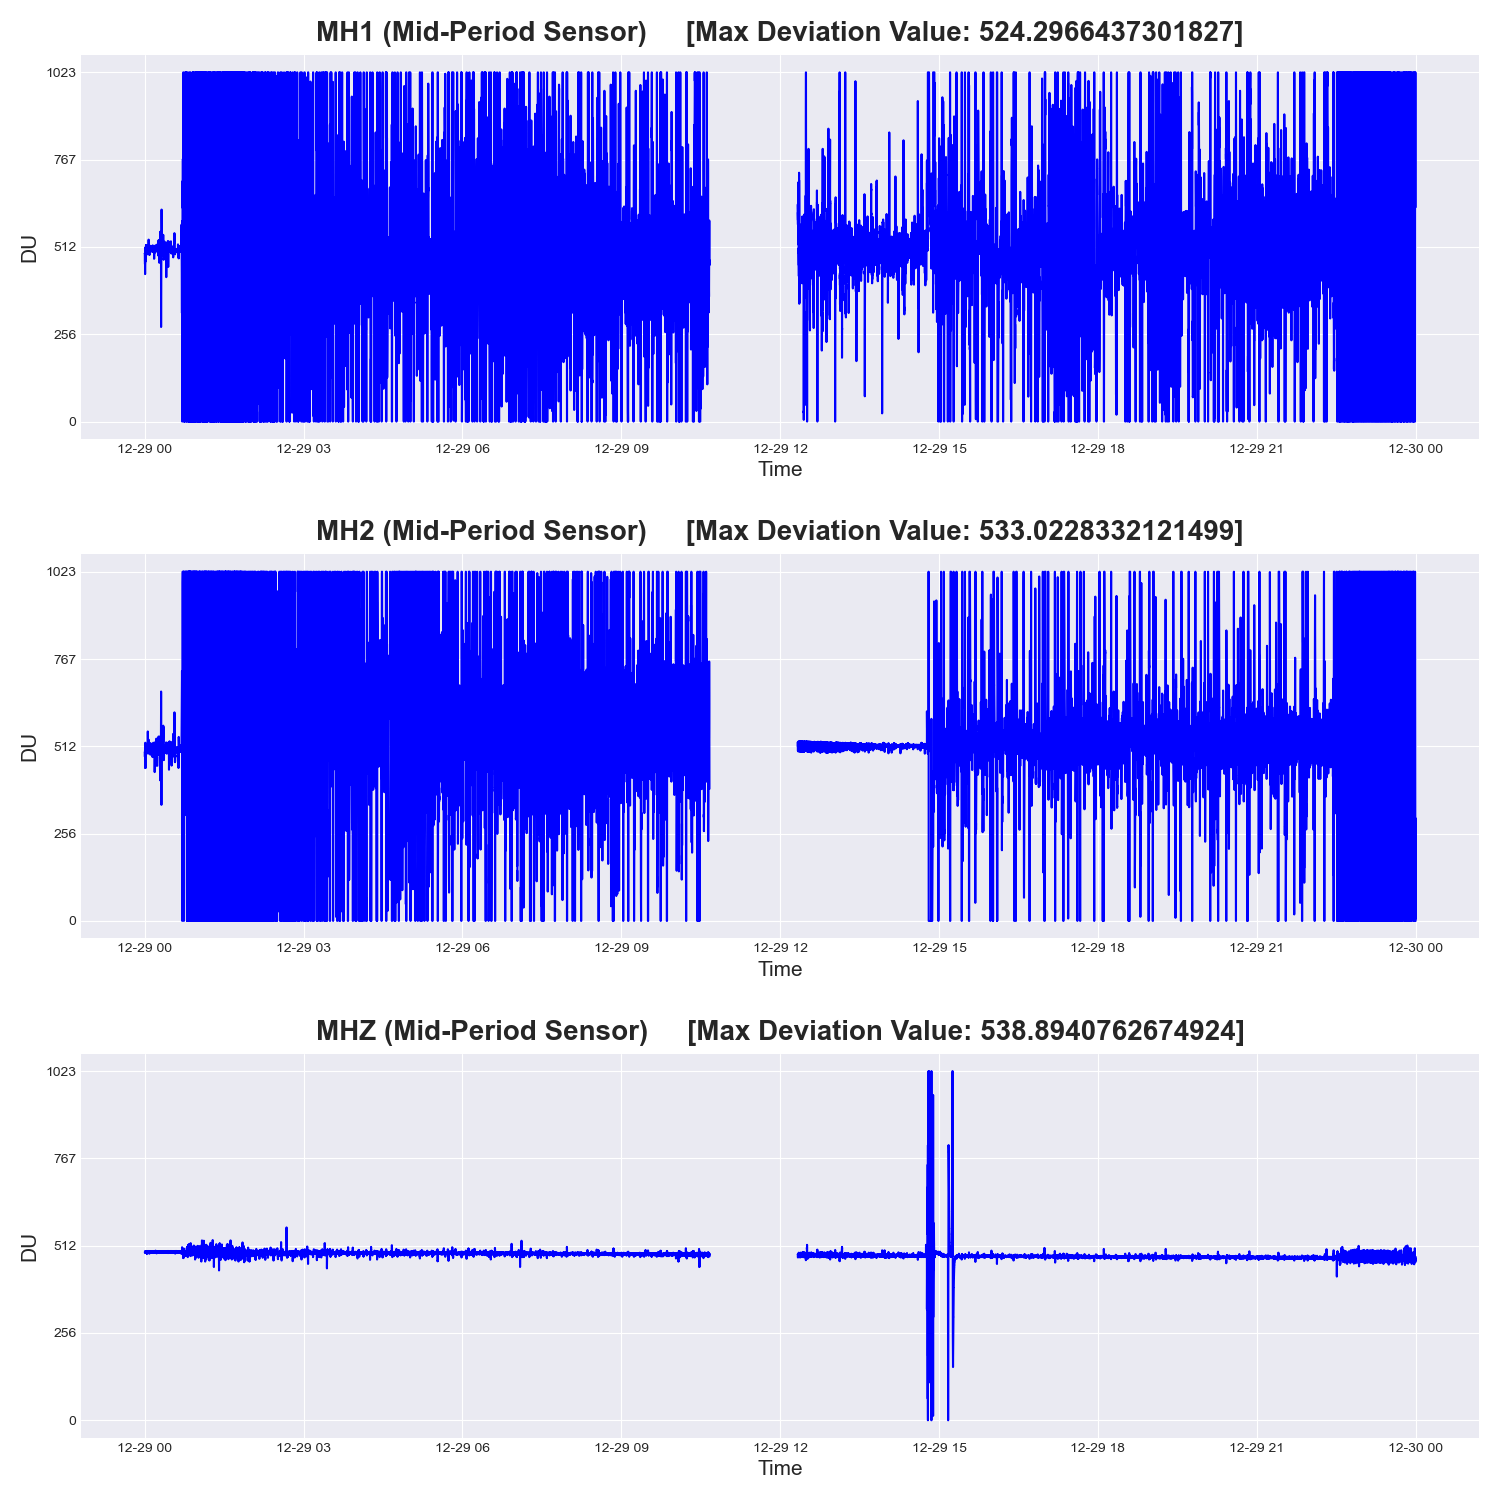 MH1 (Mid-Period Sensor) [Max Deviation Value: 524.2966437301827]
1023
767
512
256
0
DU
12-29 00 12-29 03 12-29 06 12-29 09 12-29 12 12-29 15 12-29 18 12-29 21 12-30 00
Time
MH2 (Mid-Period Sensor) [Max Deviation Value: 533.0228332121499]
1023
767
512
256
0
DU
12-29 00 12-29 03 12-29 06 12-29 09 12-29 12 12-29 15 12-29 18 12-29 21 12-30 00
Time
MHZ (Mid-Period Sensor) [Max Deviation Value: 538.8940762674924]
1023
767
512
256
0
DU
12-29 00 12-29 03 12-29 06 12-29 09 12-29 12 12-29 15 12-29 18 12-29 21 12-30 00
Time